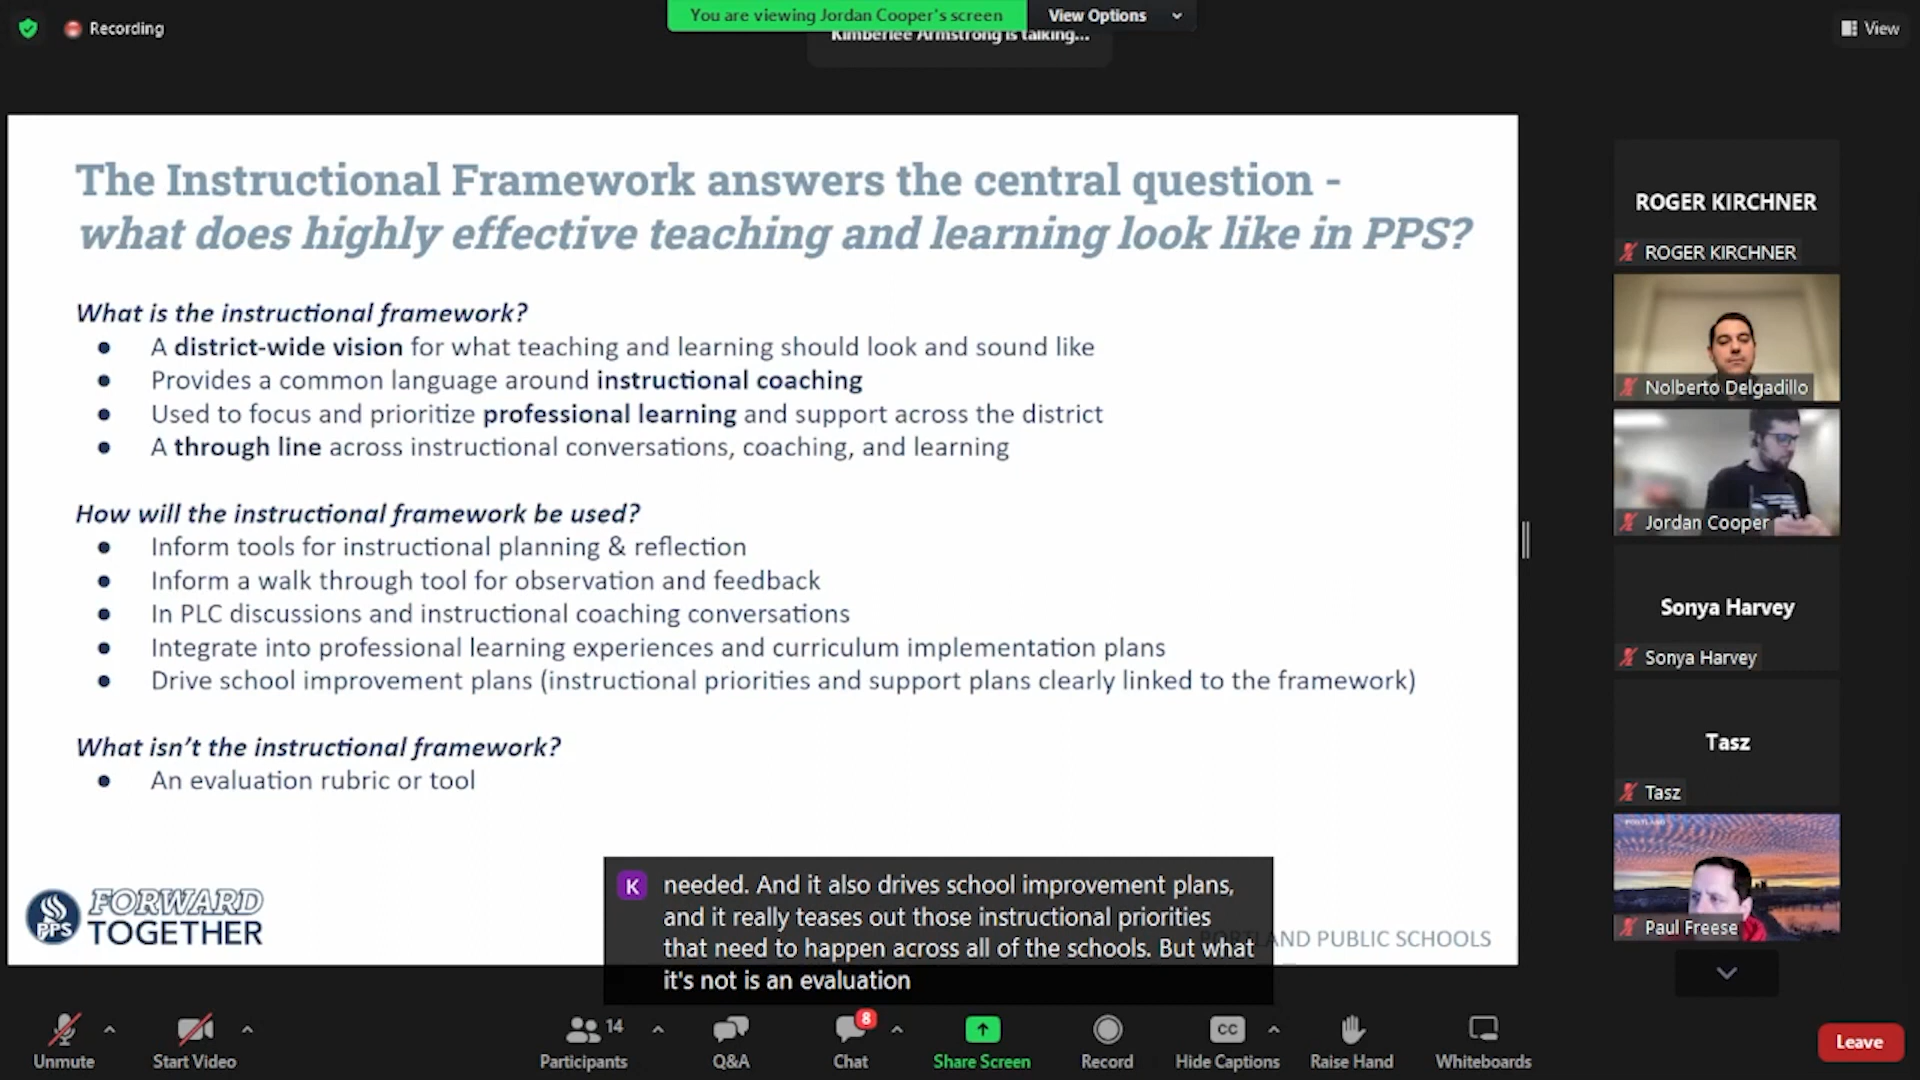 Recording
You are viewing Jordan Cooper's screen
View Options
Kimberlee Armstrong is talking...
View
The Instructional Framework answers the central question -
what does highly effective teaching and learning look like in PPS?
What is the instructional framework?
● A district-wide vision for what teaching and learning should look and sound like
● Provides a common language around instructional coaching
● Used to focus and prioritize professional learning and support across the district
● A through line across instructional conversations, coaching, and learning
How will the instructional framework be used?
● Inform tools for instructional planning & reflection
● Inform a walk through tool for observation and feedback
● In PLC discussions and instructional coaching conversations
● Integrate into professional learning experiences and curriculum implementation plans
● Drive school improvement plans (instructional priorities and support plans clearly linked to the framework)
What isn't the instructional framework?
● An evaluation rubric or tool
PPS
FORWARD
TOGETHER
PORTLAND PUBLIC SCHOOLS
K
needed. And it also drives school improvement plans,
and it really teases out those instructional priorities
that need to happen across all of the schools. But what
it's not is an evaluation
ROGER KIRCHNER
ROGER KIRCHNER
Nolberto Delgadillo
Jordan Cooper
Sonya Harvey
Sonya Harvey
Tasz
Tasz
PORTLAND
Paul Freese
Unmute
Start Video
14
Participants
Q&A
8
Chat
Share Screen
Record
CC
Hide Captions
Raise Hand
Whiteboards
Leave